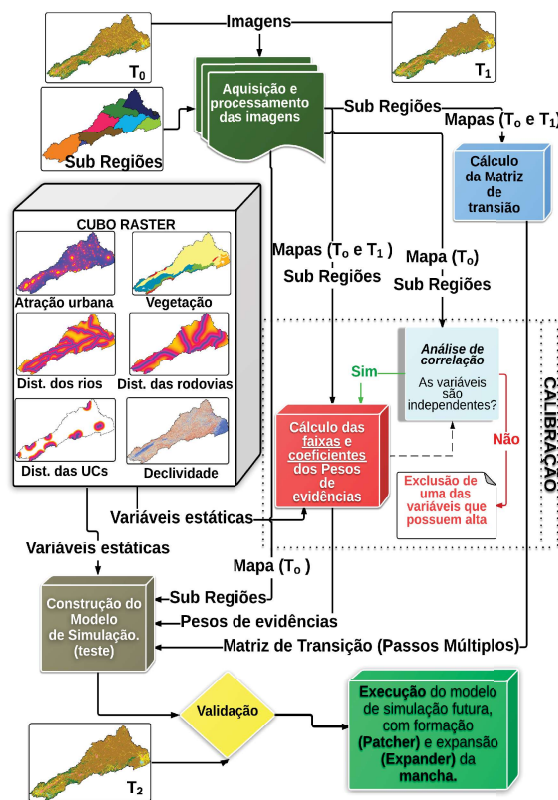 Imagens
T₀
T₁
Aquisição e
processamento
das imagens
Sub Regiões
Sub Regiões
Mapas (T₀ e T₁)
Cálculo
da Matriz
de
transião
CUBO RASTER
Atração urbana
Vegetação
Dist. dos rios
Dist. das rodovias
Dist. das UCs
Declividade
Mapas (T₀ e T₁ )
Sub Regiões
Mapa (T₀)
Sub Regiões
Análise de
correlação
As variáveis
são
independentes?
Sim
Não
CALIBRAÇÃO
Cálculo das
faixas e
coeficientes
dos Pesos
de
evidências
Exclusão de
uma das
variáveis que
possuem alta
Variáveis estáticas
Variáveis estáticas
Mapa (T₀ )
Construção do
Modelo
de Simulação.
(teste)
Sub Regiões
Pesos de evidências
Matriz de Transição (Passos Múltiplos)
Validação
Execução do modelo
de simulação futura,
com formação
(Patcher) e expansão
(Expander) da
mancha.
T₂